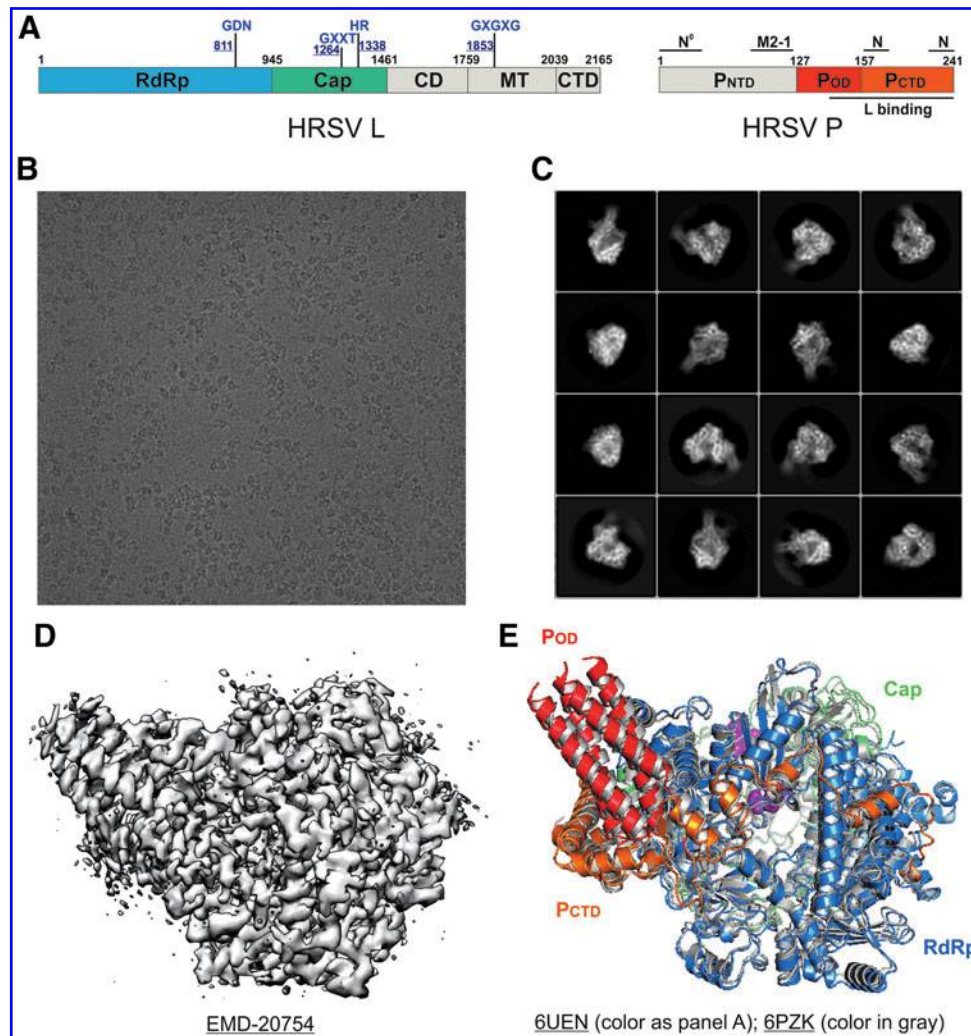 A
GDN
HR
GXGXG
811
GXXT
1264
1338
1853
1 945 1461 1759 2039 2165
RdRp Cap CD MT CTD
HRSV L
N⁰ M2-1 N N
1 127 157 241
PNTD POD PCTD
L binding
HRSV P
B
C
D
EMD-20754
E
POD
Cap
PCTD
RdRp
6UEN (color as panel A); 6PZK (color in gray)